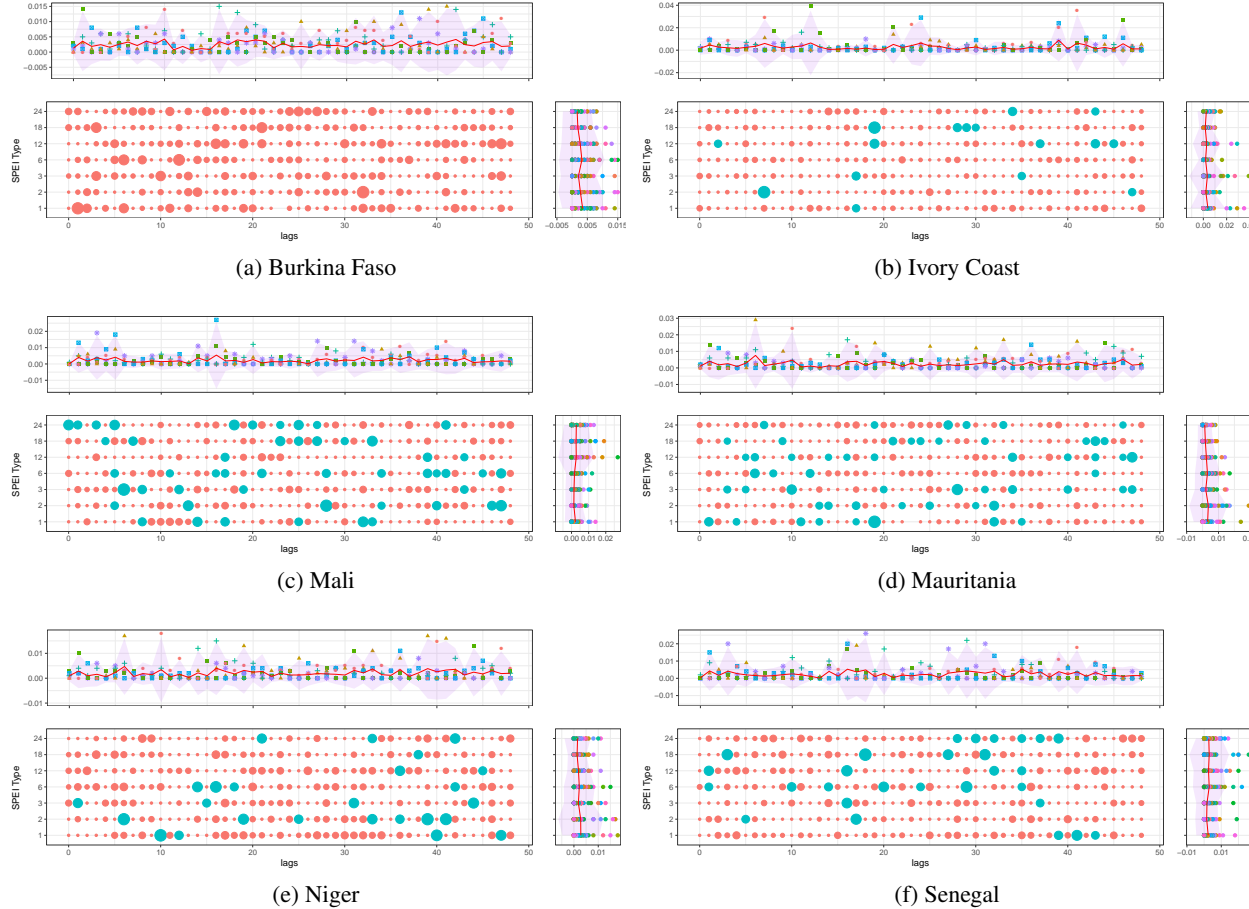 0.015
0.010
0.005
0.000
−0.005
SPEI Type
24
18
12
6
3
2
1
0 10 20 30 40 50
−0.005 0.005 0.015
lags
(a) Burkina Faso
0.04
0.02
0.00
−0.02
SPEI Type
24
18
12
6
3
2
1
0 10 20 30 40 50
0.00 0.02
lags
(b) Ivory Coast
0.02
0.01
0.00
−0.01
SPEI Type
24
18
12
6
3
2
1
0 10 20 30 40 50
0.00 0.01 0.02
lags
(c) Mali
0.03
0.02
0.01
0.00
−0.01
SPEI Type
24
18
12
6
3
2
1
0 10 20 30 40 50
−0.01 0.01
lags
(d) Mauritania
0.01
0.00
−0.01
SPEI Type
24
18
12
6
3
2
1
0 10 20 30 40 50
0.00 0.01
lags
(e) Niger
0.02
0.01
0.00
−0.01
SPEI Type
24
18
12
6
3
2
1
0 10 20 30 40 50
−0.01 0.01
lags
(f) Senegal